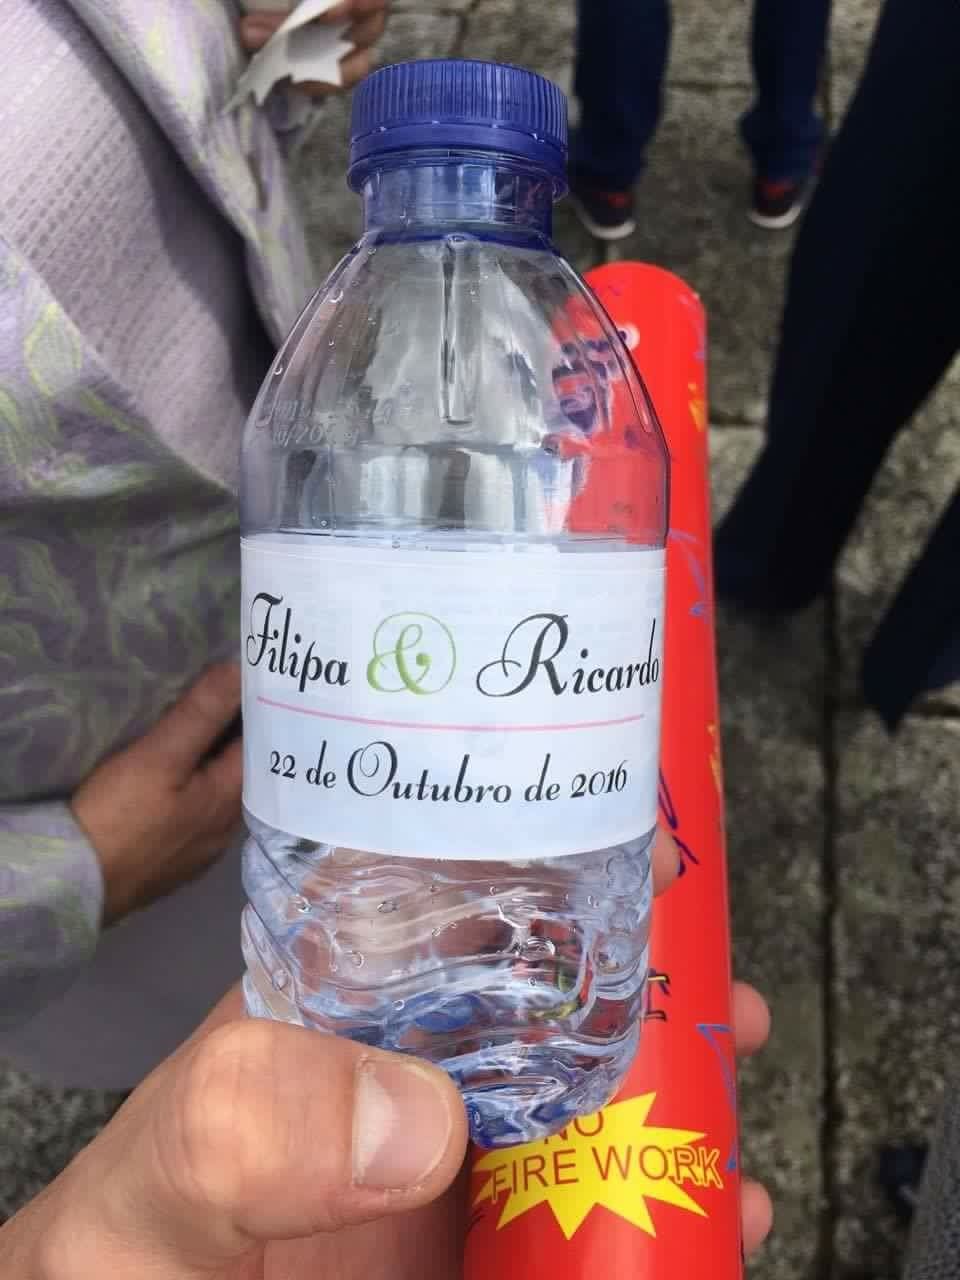 Filipa & Ricardo
22 de Outubro de 2016
NO
FIRE WORK